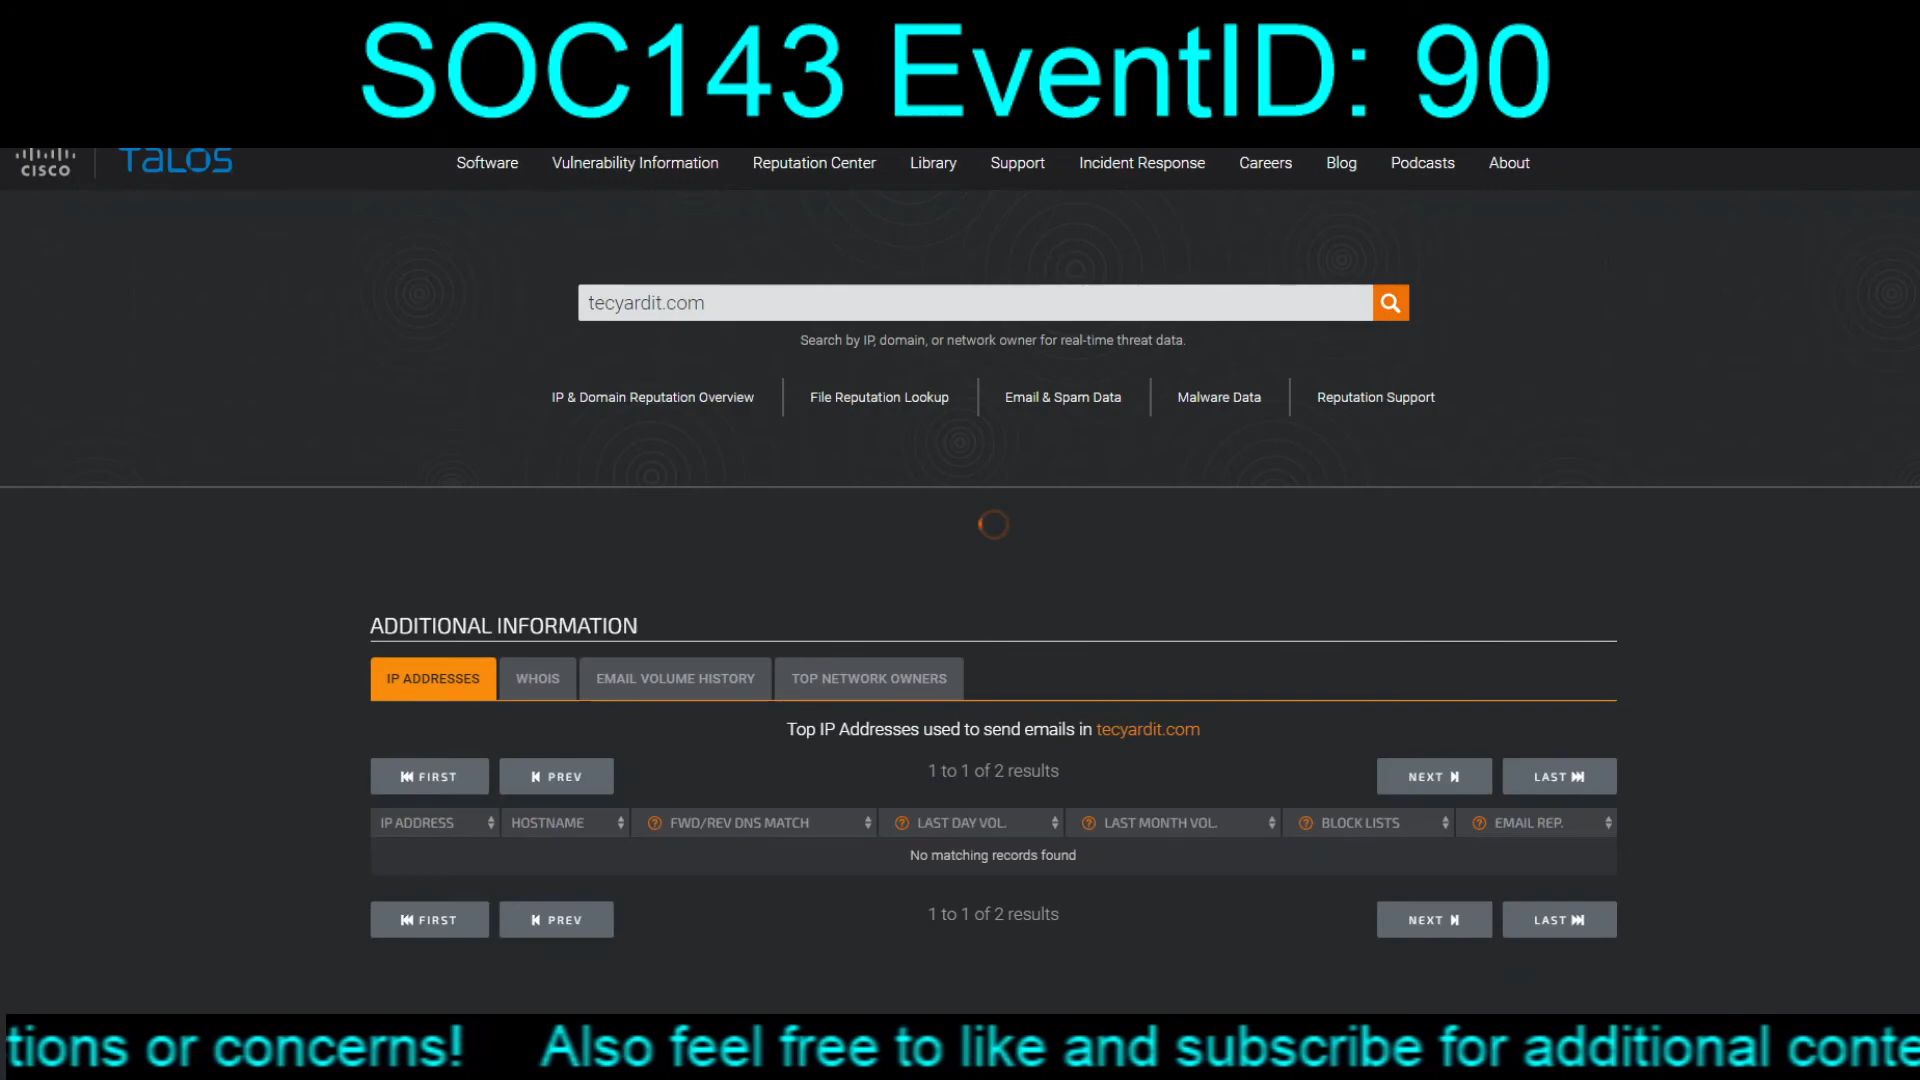 SOC143 EventID: 90
CISCO TALOS Software Vulnerability Information Reputation Center Library Support Incident Response Careers Blog Podcasts About
tecyardit.com
Search by IP, domain, or network owner for real-time threat data.
IP & Domain Reputation Overview File Reputation Lookup Email & Spam Data Malware Data Reputation Support
ADDITIONAL INFORMATION
IP ADDRESSES WHOIS EMAIL VOLUME HISTORY TOP NETWORK OWNERS
Top IP Addresses used to send emails in tecyardit.com
FIRST PREV 1 to 1 of 2 results NEXT LAST
IP ADDRESS HOSTNAME FWD/REV DNS MATCH LAST DAY VOL. LAST MONTH VOL. BLOCK LISTS EMAIL REP.
No matching records found
FIRST PREV 1 to 1 of 2 results NEXT LAST
tions or concerns! Also feel free to like and subscribe for additional conte